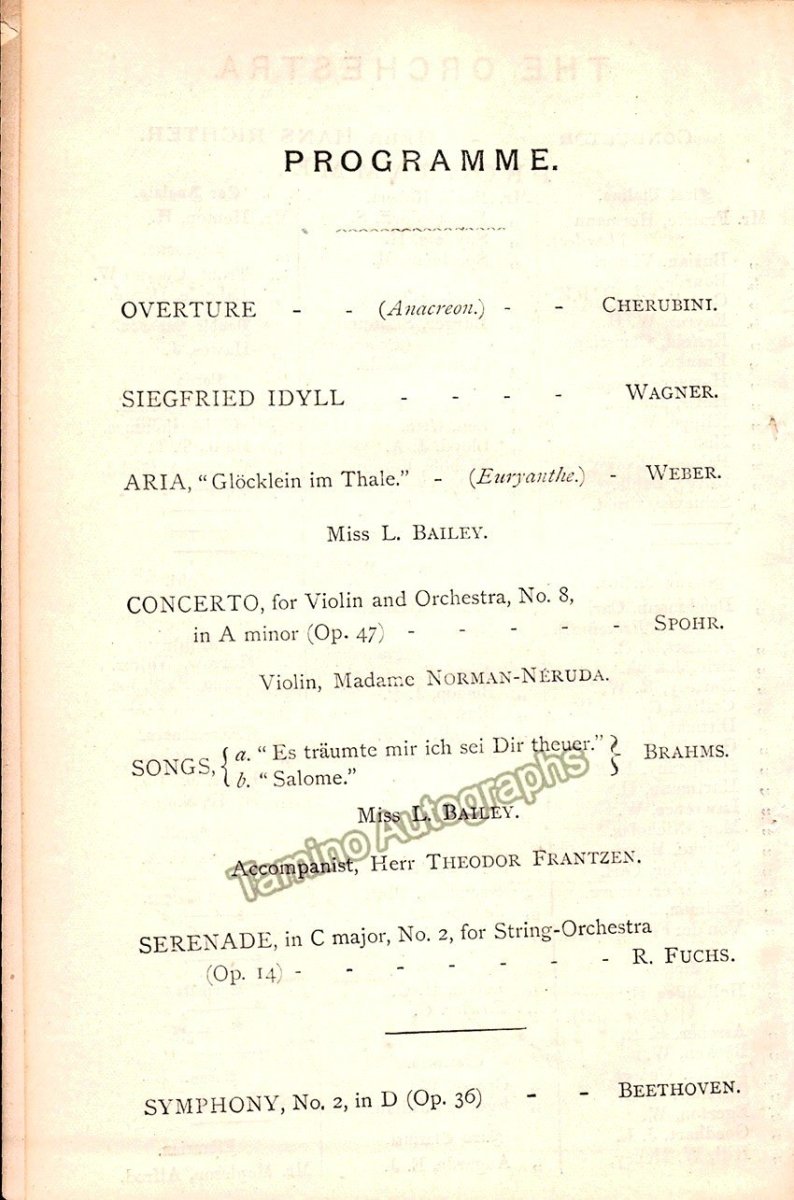 PROGRAMME.
OVERTURE - - (Anacreon.) - - CHERUBINI.
SIEGFRIED IDYLL - - - - WAGNER.
ARIA, "Glöcklein im Thale." - (Euryanthe.) - WEBER.
Miss L. BAILEY.
CONCERTO, for Violin and Orchestra, No. 8,
in A minor (Op. 47) - - - - - SPOHR.
Violin, Madame NORMAN-NÉRUDA.
SONGS, { a. "Es träumte mir ich sei Dir theuer." } BRAHMS.
b. "Salome."
Miss L. BAILEY.
Accompanist, Herr THEODOR FRANTZEN.
Tamino Autographs
SERENADE, in C major, No. 2, for String-Orchestra
(Op. 14) - - - - - - - R. FUCHS.
SYMPHONY, No. 2, in D (Op. 36) - - BEETHOVEN.